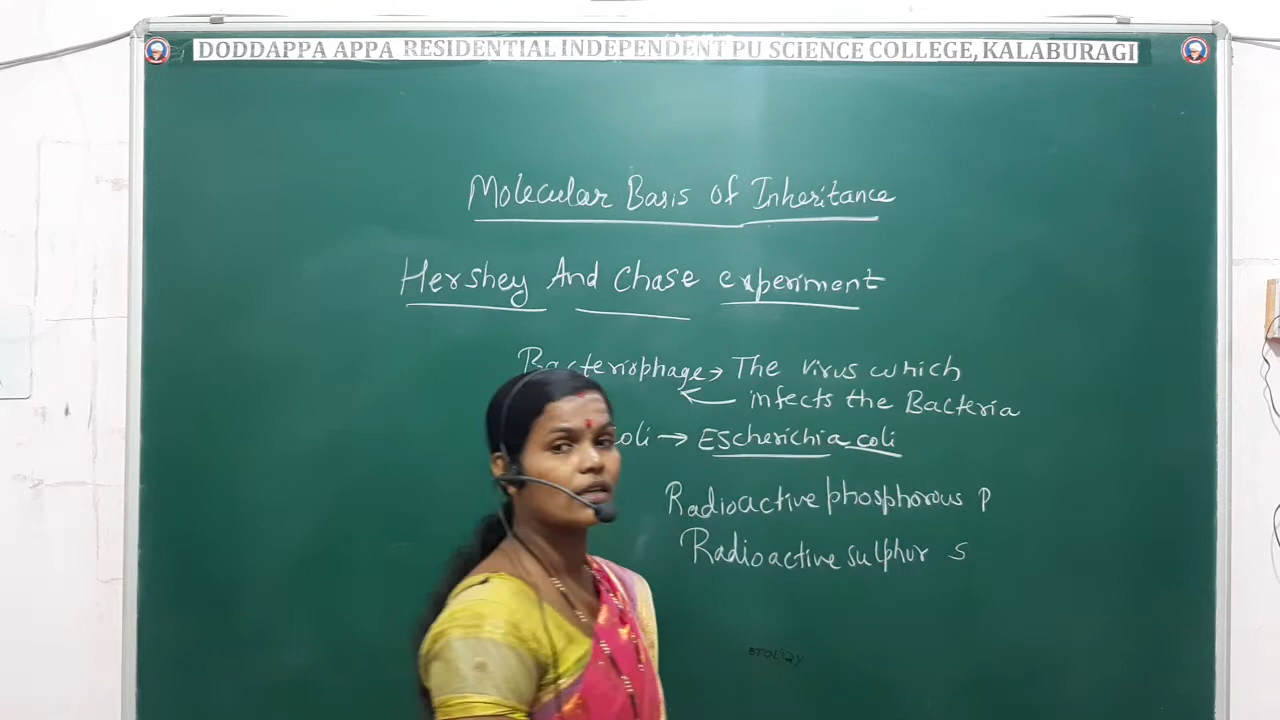 DODDAPPA APPA RESIDENTIAL INDEPENDENT PU SCIENCE COLLEGE, KALABURAGI
Molecular Basis of Inheritance
Hershey And Chase experiment
Bacteriophage → The virus which
infects the Bacteria
coli → Escherichia coli
Radioactive phosphorous P
Radioactive sulphur S